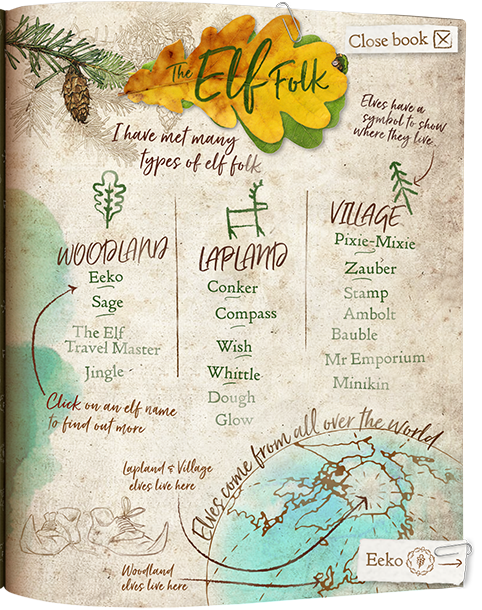 The Elf Folk
Close book
Elves have a
symbol to show
where they live
I have met many
types of elf folk
WOODLAND
Eeko
Sage
The Elf
Travel Master
Jingle
LAPLAND
Conker
Compass
Wish
Whittle
Dough
Glow
VILLAGE
Pixie-Mixie
Zauber
Stamp
Ambolt
Bauble
Mr Emporium
Minikin
Click on an elf name
to find out more
Elves come from all over the World
Lapland & Village
elves live here
Woodland
elves live here
Eeko